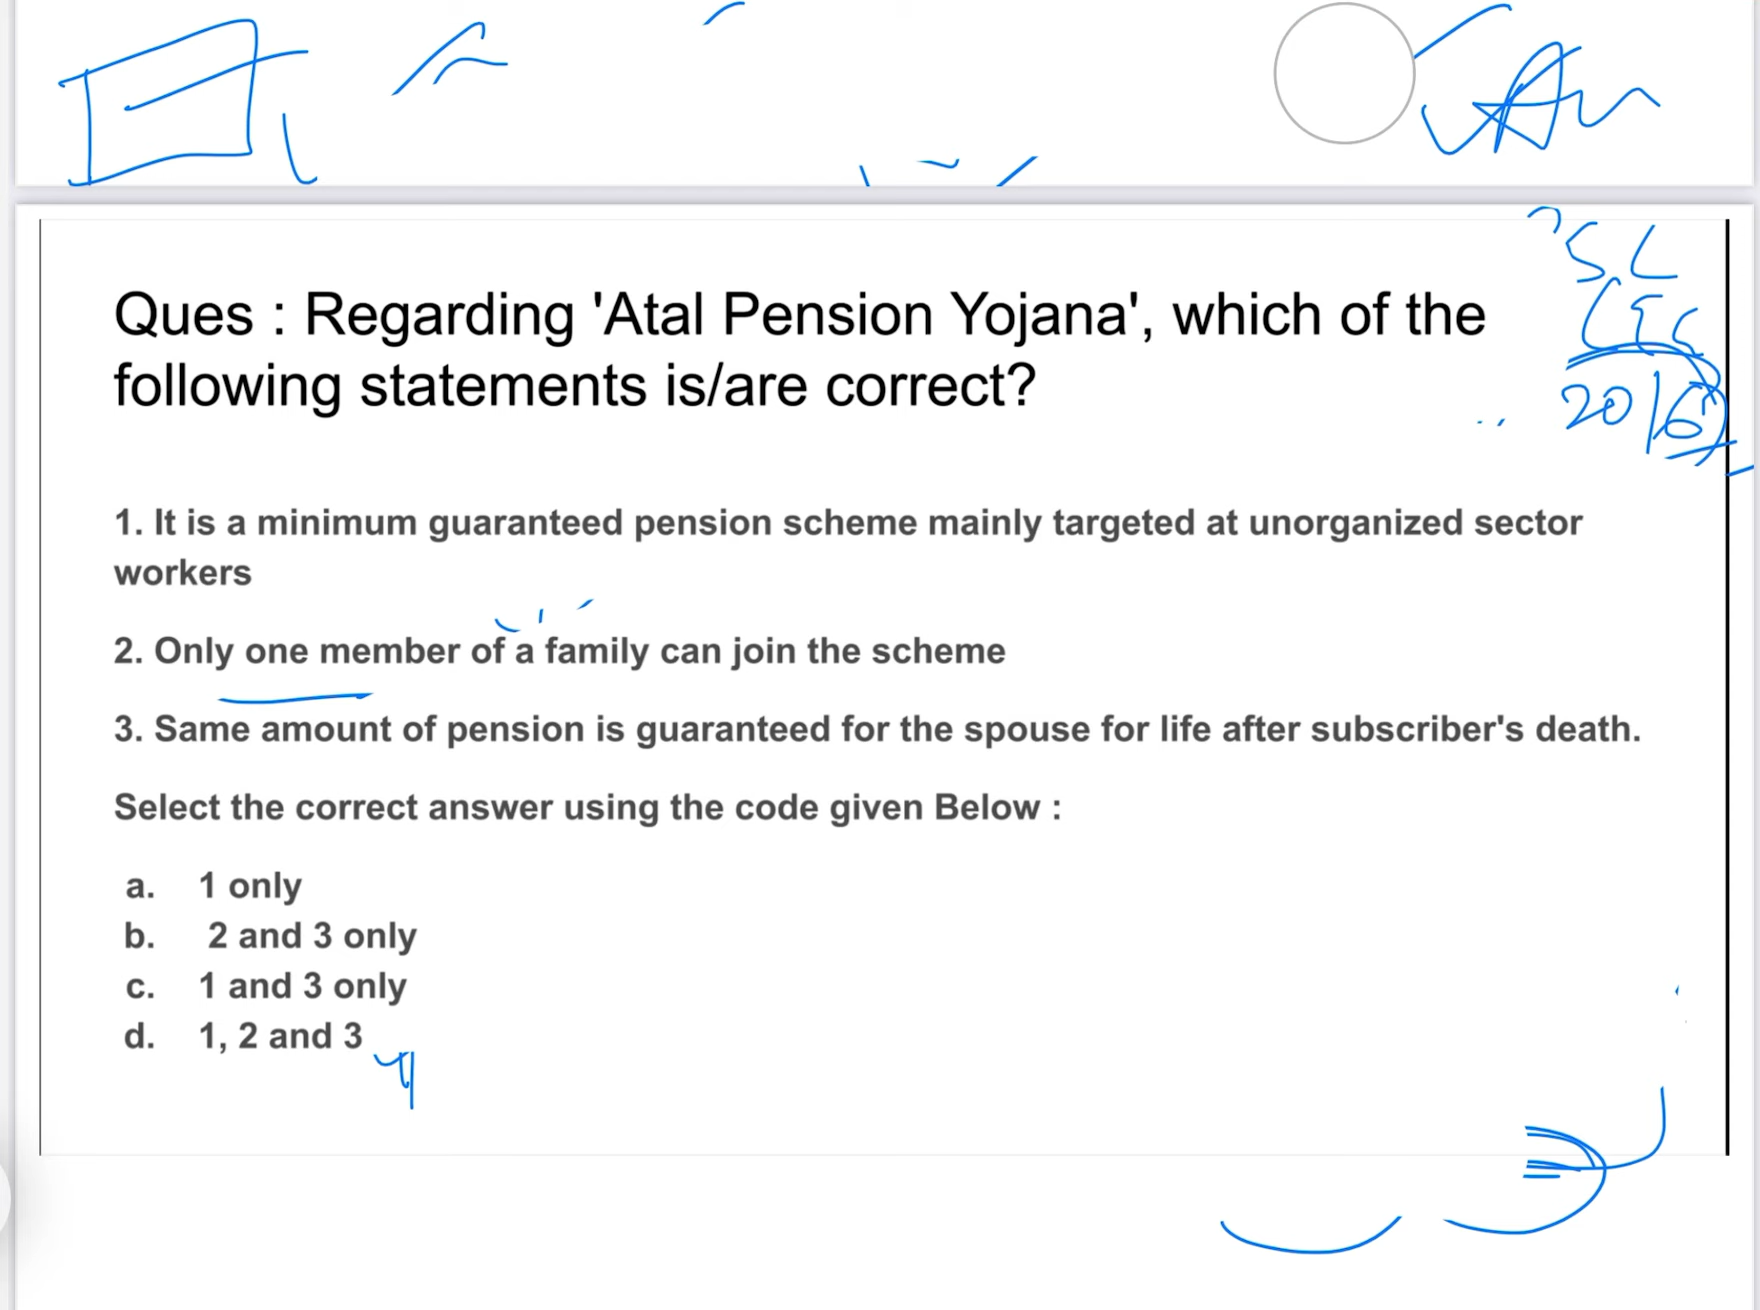 S.L
2016
Ques : Regarding 'Atal Pension Yojana', which of the
following statements is/are correct?
1. It is a minimum guaranteed pension scheme mainly targeted at unorganized sector
workers
2. Only one member of a family can join the scheme
3. Same amount of pension is guaranteed for the spouse for life after subscriber's death.
Select the correct answer using the code given Below :
a. 1 only
b. 2 and 3 only
c. 1 and 3 only
d. 1, 2 and 3